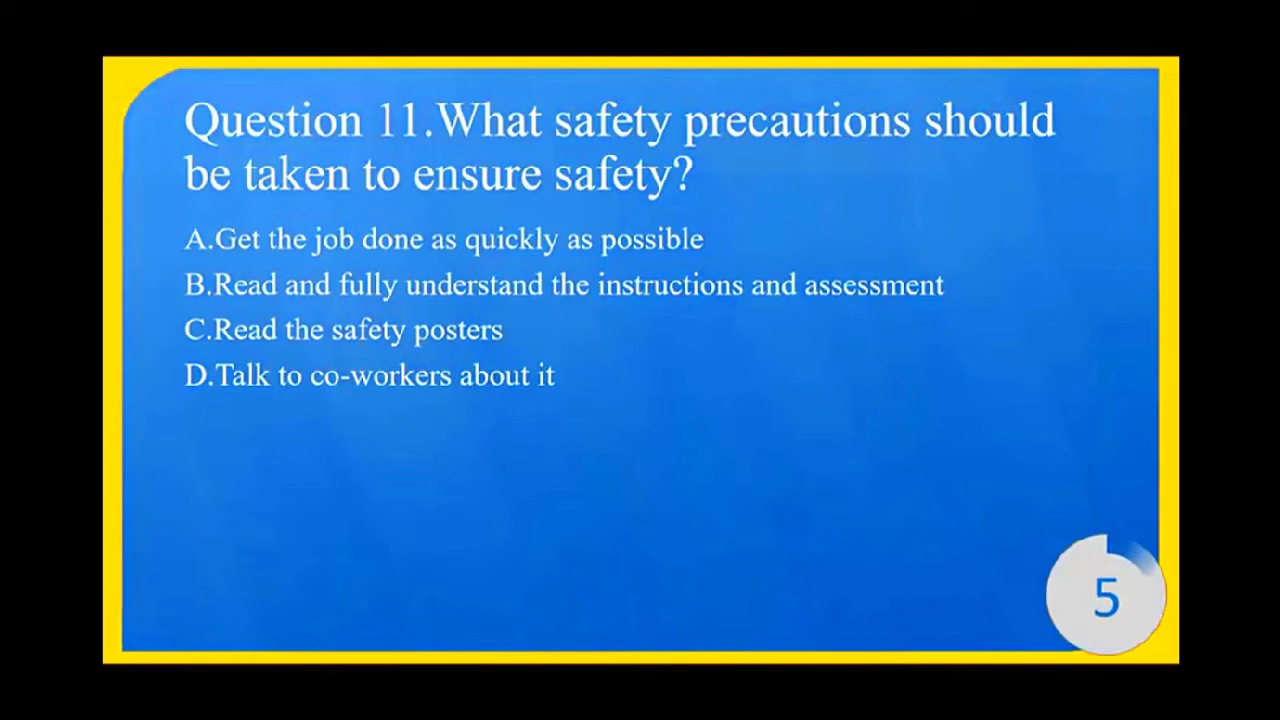 Question 11.What safety precautions should
be taken to ensure safety?
A.Get the job done as quickly as possible
B.Read and fully understand the instructions and assessment
C.Read the safety posters
D.Talk to co-workers about it
5